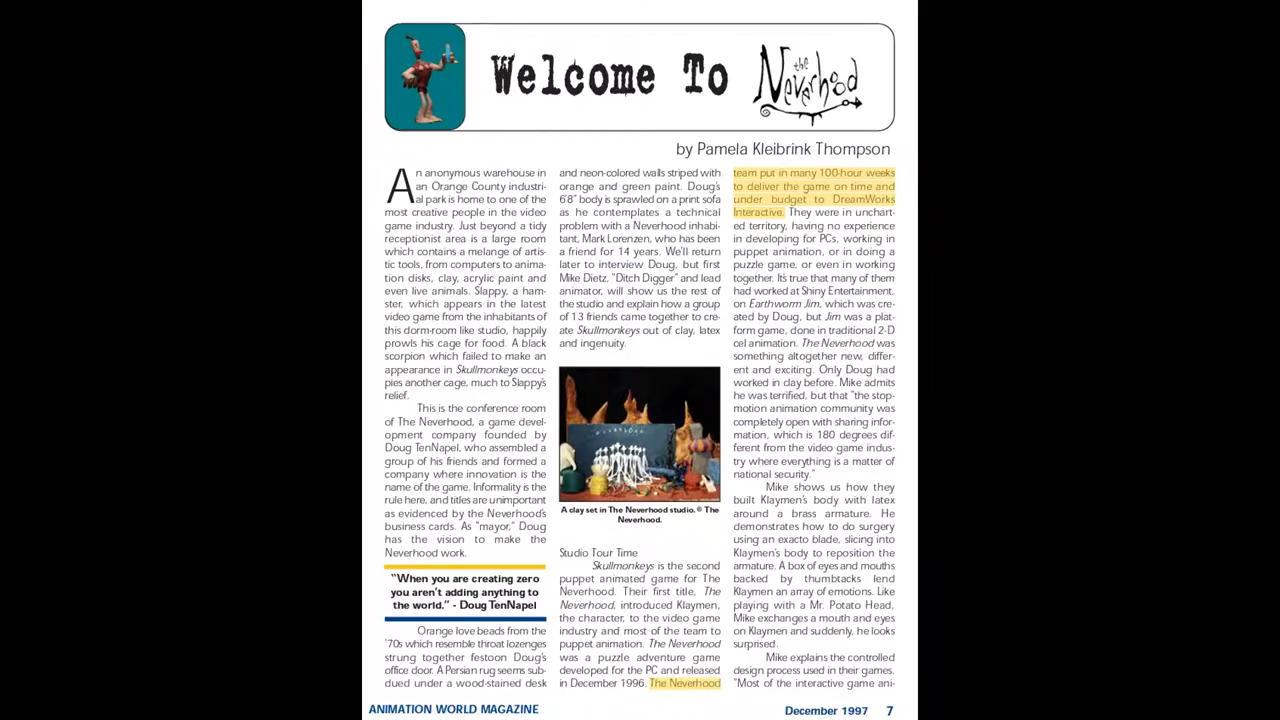 Welcome To
the
Neverhood
by Pamela Kleibrink Thompson
An anonymous warehouse in
an Orange County industri-
al park is home to one of the
most creative people in the video
game industry. Just beyond a tidy
receptionist area is a large room
which contains a melange of artis-
tic tools, from computers to anima-
tion disks, clay, acrylic paint and
even live animals. Slappy, a ham-
ster, which appears in the latest
video game from the inhabitants of
this dorm-room like studio, happily
prowls his cage for food. A black
scorpion which failed to make an
appearance in Skullmonkeys occu-
pies another cage, much to Slappy's
relief.
This is the conference room
of The Neverhood, a game devel-
opment company founded by
Doug TenNapel, who assembled a
group of his friends and formed a
company where innovation is the
name of the game. Informality is the
rule here, and titles are unimportant
as evidenced by the Neverhood's
business cards. As "mayor," Doug
has the vision to make the
Neverhood work.
"When you are creating zero
you aren't adding anything to
the world." - Doug TenNapel
Orange love beads from the
'70s which resemble throat lozenges
strung together festoon Doug's
office door. A Persian rug seems sub-
dued under a wood-stained desk
and neon-colored walls striped with
orange and green paint. Doug's
6'8" body is sprawled on a print sofa
as he contemplates a technical
problem with a Neverhood inhabi-
tant, Mark Lorenzen, who has been
a friend for 14 years. We'll return
later to interview Doug, but first
Mike Dietz, "Ditch Digger" and lead
animator, will show us the rest of
the studio and explain how a group
of 13 friends came together to cre-
ate Skullmonkeys out of clay, latex
and ingenuity.
A clay set in The Neverhood studio. © The
Neverhood.
Studio Tour Time
Skullmonkeys is the second
puppet animated game for The
Neverhood. Their first title, The
Neverhood, introduced Klaymen,
the character, to the video game
industry and most of the team to
puppet animation. The Neverhood
was a puzzle adventure game
developed for the PC and released
in December 1996. The Neverhood
team put in many 100-hour weeks
to deliver the game on time and
under budget to DreamWorks
Interactive. They were in unchart-
ed territory, having no experience
in developing for PCs, working in
puppet animation, or in doing a
puzzle game, or even in working
together. It's true that many of them
had worked at Shiny Entertainment,
on Earthworm Jim, which was cre-
ated by Doug, but Jim was a plat-
form game, done in traditional 2-D
cel animation. The Neverhood was
something altogether new, differ-
ent and exciting. Only Doug had
worked in clay before. Mike admits
he was terrified, but that "the stop-
motion animation community was
completely open with sharing infor-
mation, which is 180 degrees dif-
ferent from the video game indus-
try where everything is a matter of
national security."
Mike shows us how they
built Klaymen's body with latex
around a brass armature. He
demonstrates how to do surgery
using an exacto blade, slicing into
Klaymen's body to reposition the
armature. A box of eyes and mouths
backed by thumbtacks lend
Klaymen an array of emotions. Like
playing with a Mr. Potato Head,
Mike exchanges a mouth and eyes
on Klaymen and suddenly, he looks
surprised.
Mike explains the controlled
design process used in their games.
"Most of the interactive game ani-
ANIMATION WORLD MAGAZINE
December 1997 7